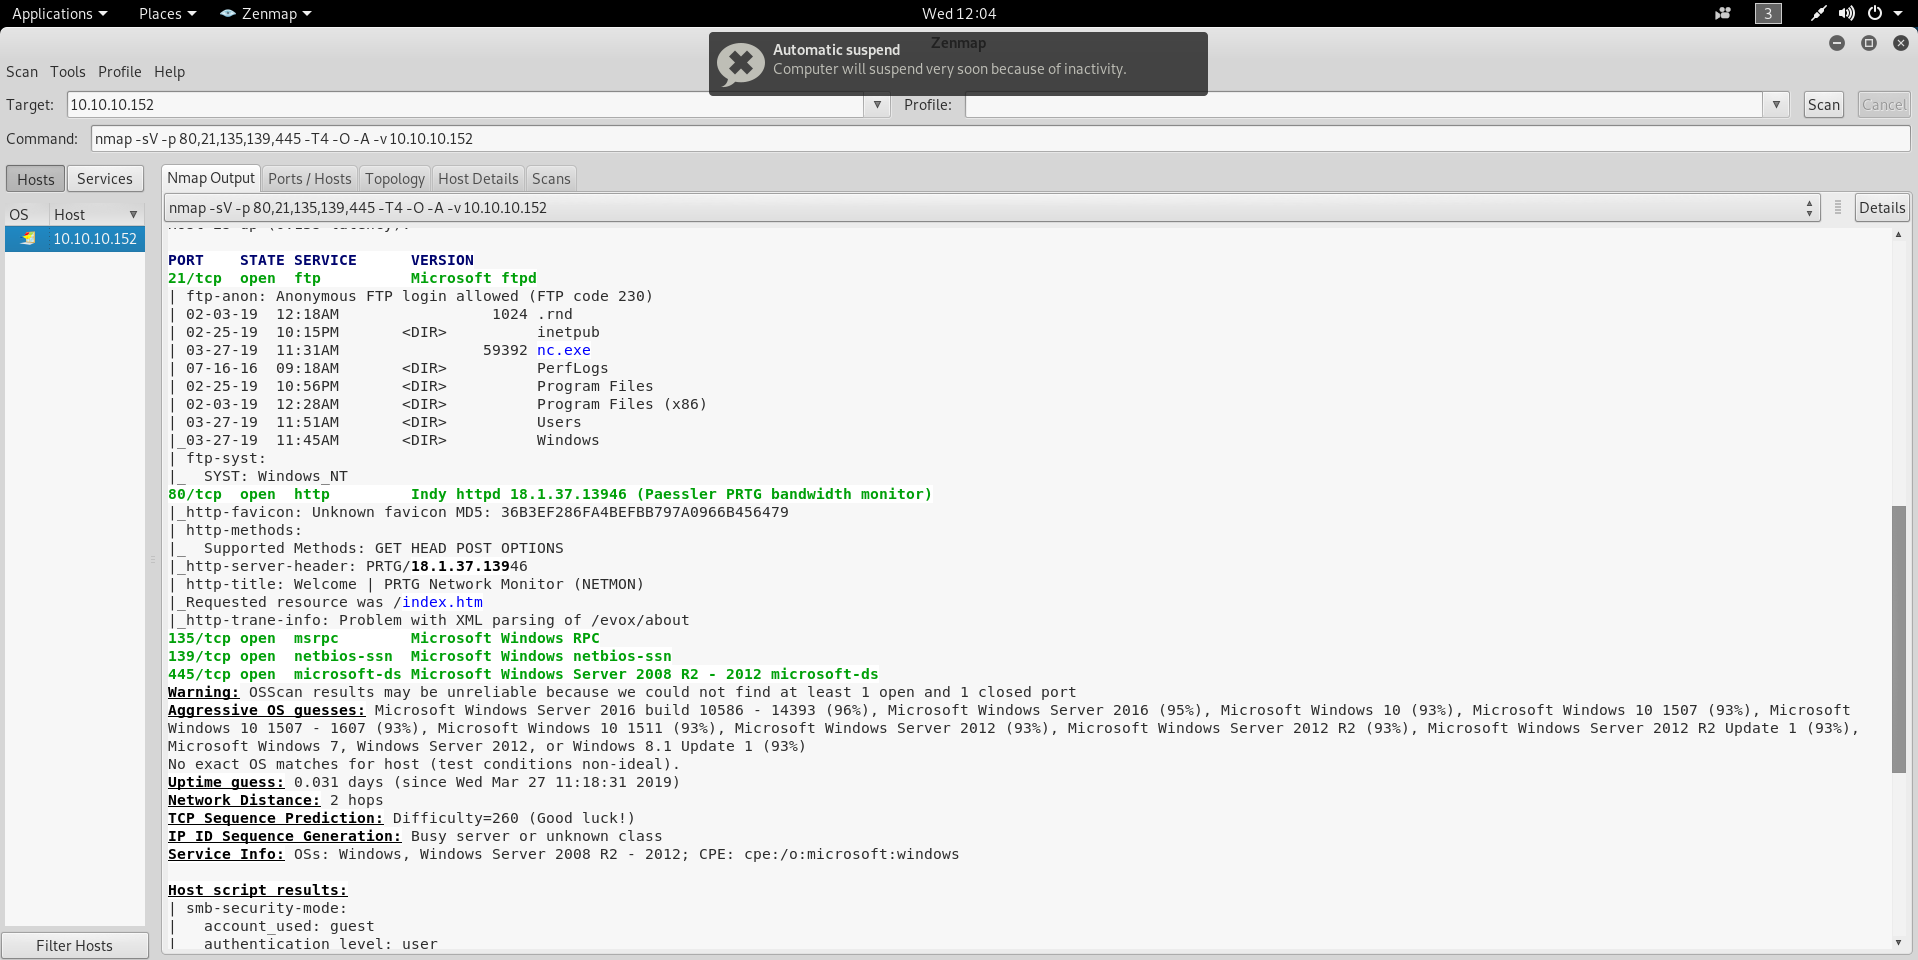 Applications Places Zenmap Wed 12:04 3
Zenmap
Automatic suspend
Computer will suspend very soon because of inactivity.
Scan Tools Profile Help
Target: 10.10.10.152 Profile: Scan Cancel
Command: nmap -sV -p 80,21,135,139,445 -T4 -O -A -v 10.10.10.152
Hosts Services Nmap Output Ports / Hosts Topology Host Details Scans
nmap -sV -p 80,21,135,139,445 -T4 -O -A -v 10.10.10.152 Details
OS Host
10.10.10.152
PORT STATE SERVICE VERSION
21/tcp open ftp Microsoft ftpd
| ftp-anon: Anonymous FTP login allowed (FTP code 230)
| 02-03-19 12:18AM 1024 .rnd
| 02-25-19 10:15PM <DIR> inetpub
| 03-27-19 11:31AM 59392 nc.exe
| 07-16-16 09:18AM <DIR> PerfLogs
| 02-25-19 10:56PM <DIR> Program Files
| 02-03-19 12:28AM <DIR> Program Files (x86)
| 03-27-19 11:51AM <DIR> Users
|_03-27-19 11:45AM <DIR> Windows
| ftp-syst:
|_ SYST: Windows_NT
80/tcp open http Indy httpd 18.1.37.13946 (Paessler PRTG bandwidth monitor)
|_http-favicon: Unknown favicon MD5: 36B3EF286FA4BEFBB797A0966B456479
| http-methods:
|_ Supported Methods: GET HEAD POST OPTIONS
|_http-server-header: PRTG/18.1.37.13946
| http-title: Welcome | PRTG Network Monitor (NETMON)
|_Requested resource was /index.htm
|_http-trane-info: Problem with XML parsing of /evox/about
135/tcp open msrpc Microsoft Windows RPC
139/tcp open netbios-ssn Microsoft Windows netbios-ssn
445/tcp open microsoft-ds Microsoft Windows Server 2008 R2 - 2012 microsoft-ds
Warning: OSScan results may be unreliable because we could not find at least 1 open and 1 closed port
Aggressive OS guesses: Microsoft Windows Server 2016 build 10586 - 14393 (96%), Microsoft Windows Server 2016 (95%), Microsoft Windows 10 (93%), Microsoft Windows 10 1507 (93%), Microsoft
Windows 10 1507 - 1607 (93%), Microsoft Windows 10 1511 (93%), Microsoft Windows Server 2012 (93%), Microsoft Windows Server 2012 R2 (93%), Microsoft Windows Server 2012 R2 Update 1 (93%),
Microsoft Windows 7, Windows Server 2012, or Windows 8.1 Update 1 (93%)
No exact OS matches for host (test conditions non-ideal).
Uptime guess: 0.031 days (since Wed Mar 27 11:18:31 2019)
Network Distance: 2 hops
TCP Sequence Prediction: Difficulty=260 (Good luck!)
IP ID Sequence Generation: Busy server or unknown class
Service Info: OSs: Windows, Windows Server 2008 R2 - 2012; CPE: cpe:/o:microsoft:windows
Host script results:
| smb-security-mode:
| account_used: guest
| authentication level: user
Filter Hosts